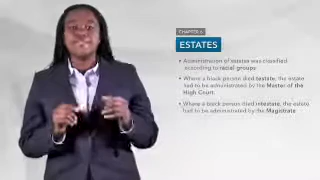 CHAPTER 6
ESTATES
• Administration of estates was classified
according to racial groups
• Where a black person died testate, the estate
had to be administrated by the Master of the
High Court
• Where a black person died intestate, the estate
had to be administrated by the Magistrate